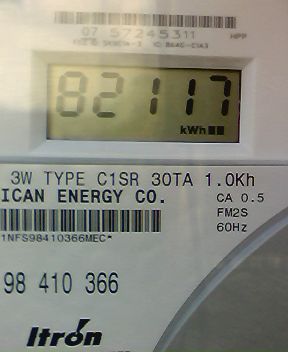 07 57245311 HPP
82117
kWh
3W TYPE C1SR 30TA 1.0Kh
ICAN ENERGY CO. CA 0.5
FM2S
1NFS98410366MEC* 60Hz
98 410 366
Itron